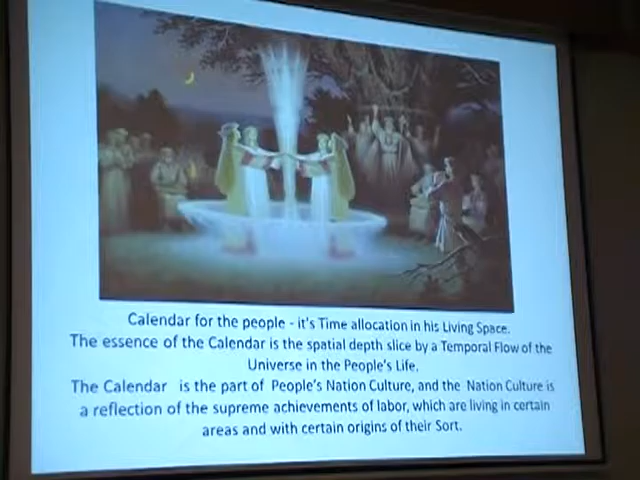 Calendar for the people - it's Time allocation in his Living Space.
The essence of the Calendar is the spatial depth slice by a Temporal Flow of the
Universe in the People's Life.
The Calendar is the part of People's Nation Culture, and the Nation Culture is
a reflection of the supreme achievements of labor, which are living in certain
areas and with certain origins of their Sort.